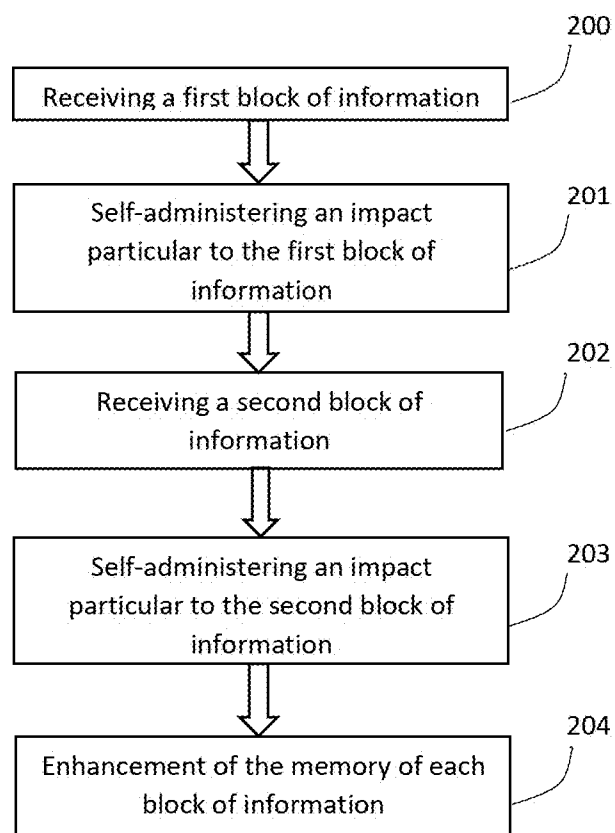 200
Receiving a first block of information
201
Self-administering an impact
particular to the first block of
information
202
Receiving a second block of
information
203
Self-administering an impact
particular to the second block of
information
204
Enhancement of the memory of each
block of information